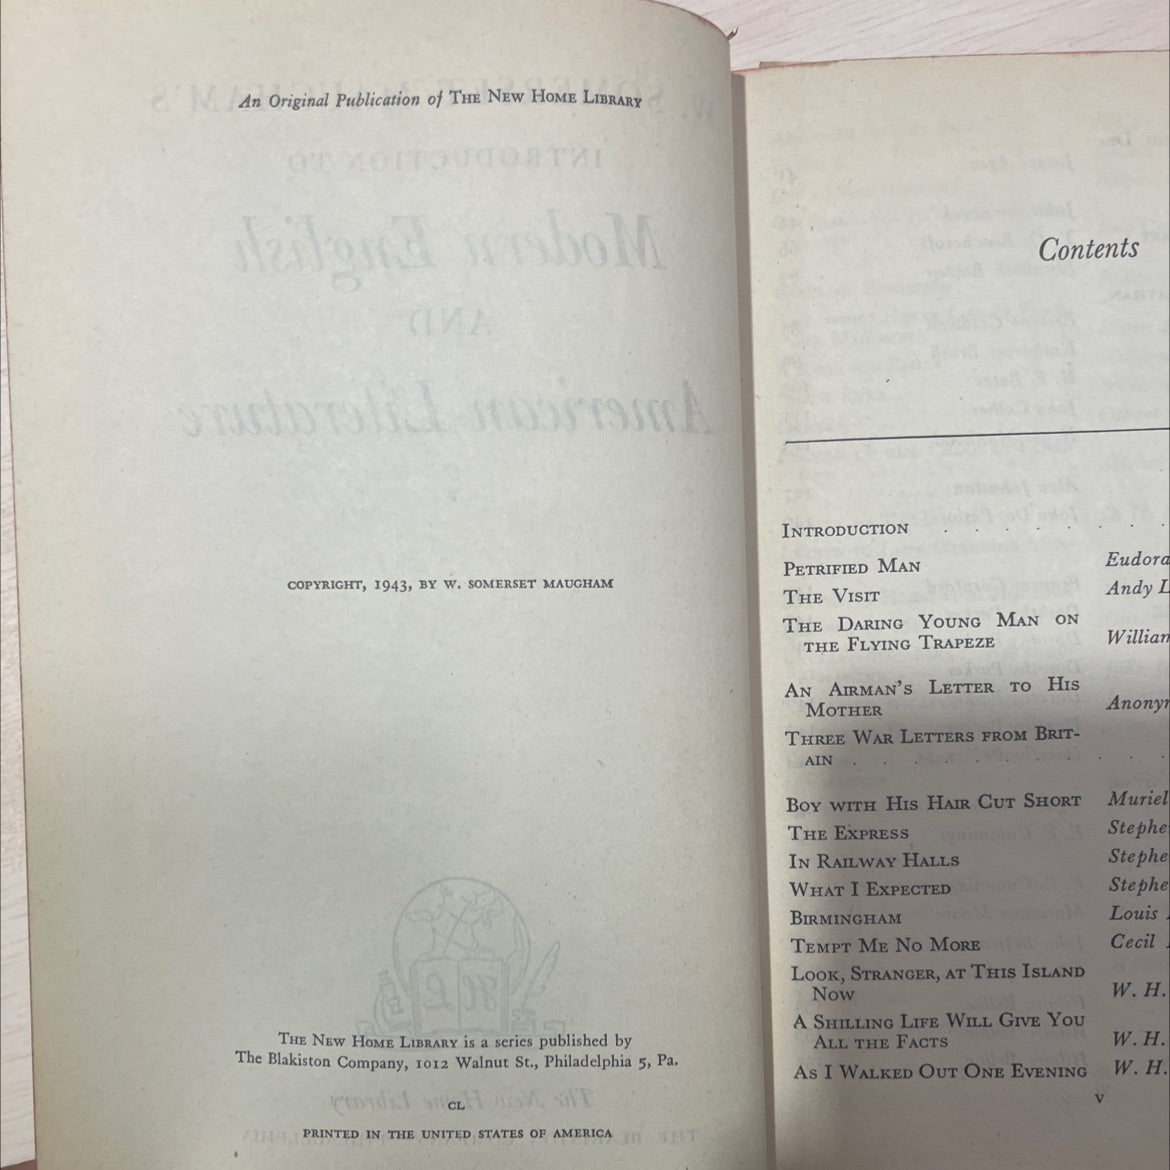 An Original Publication of THE NEW HOME LIBRARY
COPYRIGHT, 1943, BY W. SOMERSET MAUGHAM
THE NEW HOME LIBRARY is a series published by
The Blakiston Company, 1012 Walnut St., Philadelphia 5, Pa.
CL
PRINTED IN THE UNITED STATES OF AMERICA
Contents
INTRODUCTION . . . . . . .
PETRIFIED MAN Eudora
THE VISIT Andy L
THE DARING YOUNG MAN ON
THE FLYING TRAPEZE William
AN AIRMAN'S LETTER TO HIS
MOTHER Anonym
THREE WAR LETTERS FROM BRIT-
AIN . . . . . . . . .
BOY WITH HIS HAIR CUT SHORT Muriel
THE EXPRESS Stephe
IN RAILWAY HALLS Stephe
WHAT I EXPECTED Stephe
BIRMINGHAM Louis
TEMPT ME NO MORE Cecil
LOOK, STRANGER, AT THIS ISLAND
NOW W. H.
A SHILLING LIFE WILL GIVE YOU
ALL THE FACTS W. H.
AS I WALKED OUT ONE EVENING W. H.
v